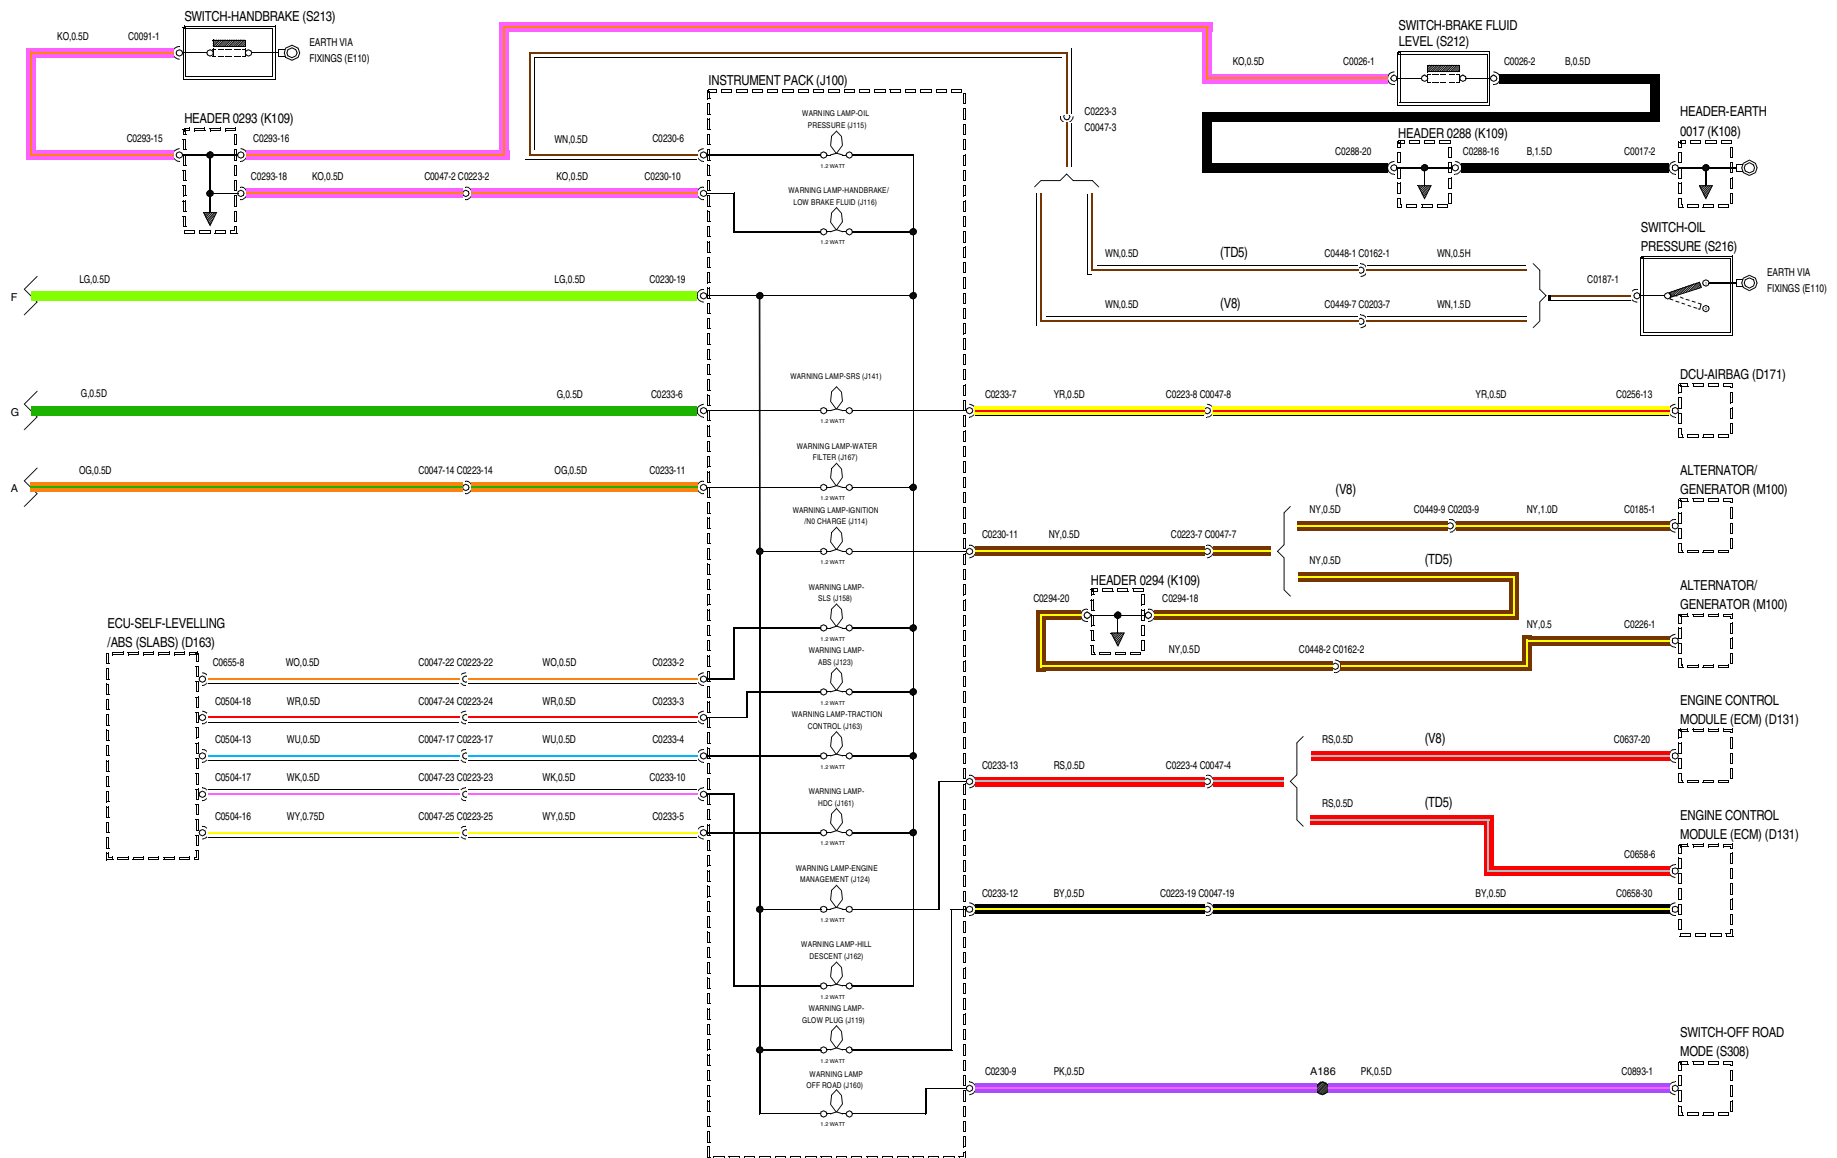 SWITCH-HANDBRAKE (S213)
KO,0.5D
C0091-1
EARTH VIA
FIXINGS (E110)
SWITCH-BRAKE FLUID
LEVEL (S212)
KO,0.5D
C0026-1
C0026-2
B,0.5D
INSTRUMENT PACK (J100)
HEADER 0293 (K109)
C0293-15
C0293-16
WN,0.5D
C0230-6
WARNING LAMP-OIL
PRESSURE (J115)
1.2 WATT
C0223-3
C0047-3
HEADER-EARTH
0017 (K108)
HEADER 0288 (K109)
C0288-20
C0288-16
B,1.5D
C0017-2
C0293-18
KO,0.5D
C0047-2 C0223-2
KO,0.5D
C0230-10
WARNING LAMP-HANDBRAKE/
LOW BRAKE FLUID (J116)
1.2 WATT
SWITCH-OIL
PRESSURE (S216)
WN,0.5D
(TD5)
C0448-1 C0162-1
WN,0.5H
C0187-1
EARTH VIA
FIXINGS (E110)
WN,0.5D
(V8)
C0449-7 C0203-7
WN,1.5D
F
LG,0.5D
LG,0.5D
C0230-19
WARNING LAMP-SRS (J141)
DCU-AIRBAG (D171)
G
G,0.5D
G,0.5D
C0233-6
1.2 WATT
C0233-7
YR,0.5D
C0223-8 C0047-8
YR,0.5D
C0256-13
WARNING LAMP-WATER
FILTER (J167)
1.2 WATT
A
OG,0.5D
C0047-14 C0223-14
OG,0.5D
C0233-11
ALTERNATOR/
GENERATOR (M100)
(V8)
NY,0.5D
C0449-9 C0203-9
NY,1.0D
C0185-1
WARNING LAMP-IGNITION
/N0 CHARGE (J114)
1.2 WATT
C0230-11
NY,0.5D
C0223-7 C0047-7
NY,0.5D
(TD5)
HEADER 0294 (K109)
C0294-20
C0294-18
ALTERNATOR/
GENERATOR (M100)
NY,0.5
C0226-1
NY,0.5D
C0448-2 C0162-2
WARNING LAMP-
SLS (J158)
1.2 WATT
ECU-SELF-LEVELLING
/ABS (SLABS) (D163)
C0655-8
WO,0.5D
C0047-22 C0223-22
WO,0.5D
C0233-2
WARNING LAMP-
ABS (J123)
1.2 WATT
C0504-18
WR,0.5D
C0047-24 C0223-24
WR,0.5D
C0233-3
WARNING LAMP-TRACTION
CONTROL (J163)
1.2 WATT
C0504-13
WU,0.5D
C0047-17 C0223-17
WU,0.5D
C0233-4
C0504-17
WK,0.5D
C0047-23 C0223-23
WK,0.5D
C0233-10
WARNING LAMP-
HDC (J161)
1.2 WATT
C0504-16
WY,0.75D
C0047-25 C0223-25
WY,0.5D
C0233-5
ENGINE CONTROL
MODULE (ECM) (D131)
RS,0.5D
(V8)
C0637-20
C0233-13
RS,0.5D
C0223-4 C0047-4
RS,0.5D
(TD5)
ENGINE CONTROL
MODULE (ECM) (D131)
C0658-6
WARNING LAMP-ENGINE
MANAGEMENT (J124)
1.2 WATT
C0233-12
BY,0.5D
C0223-19 C0047-19
BY,0.5D
C0658-30
WARNING LAMP-HILL
DESCENT (J162)
1.2 WATT
WARNING LAMP-
GLOW PLUG (J119)
1.2 WATT
WARNING LAMP
OFF ROAD (J160)
1.2 WATT
SWITCH-OFF ROAD
MODE (S308)
C0230-9
PK,0.5D
A186
PK,0.5D
C0893-1